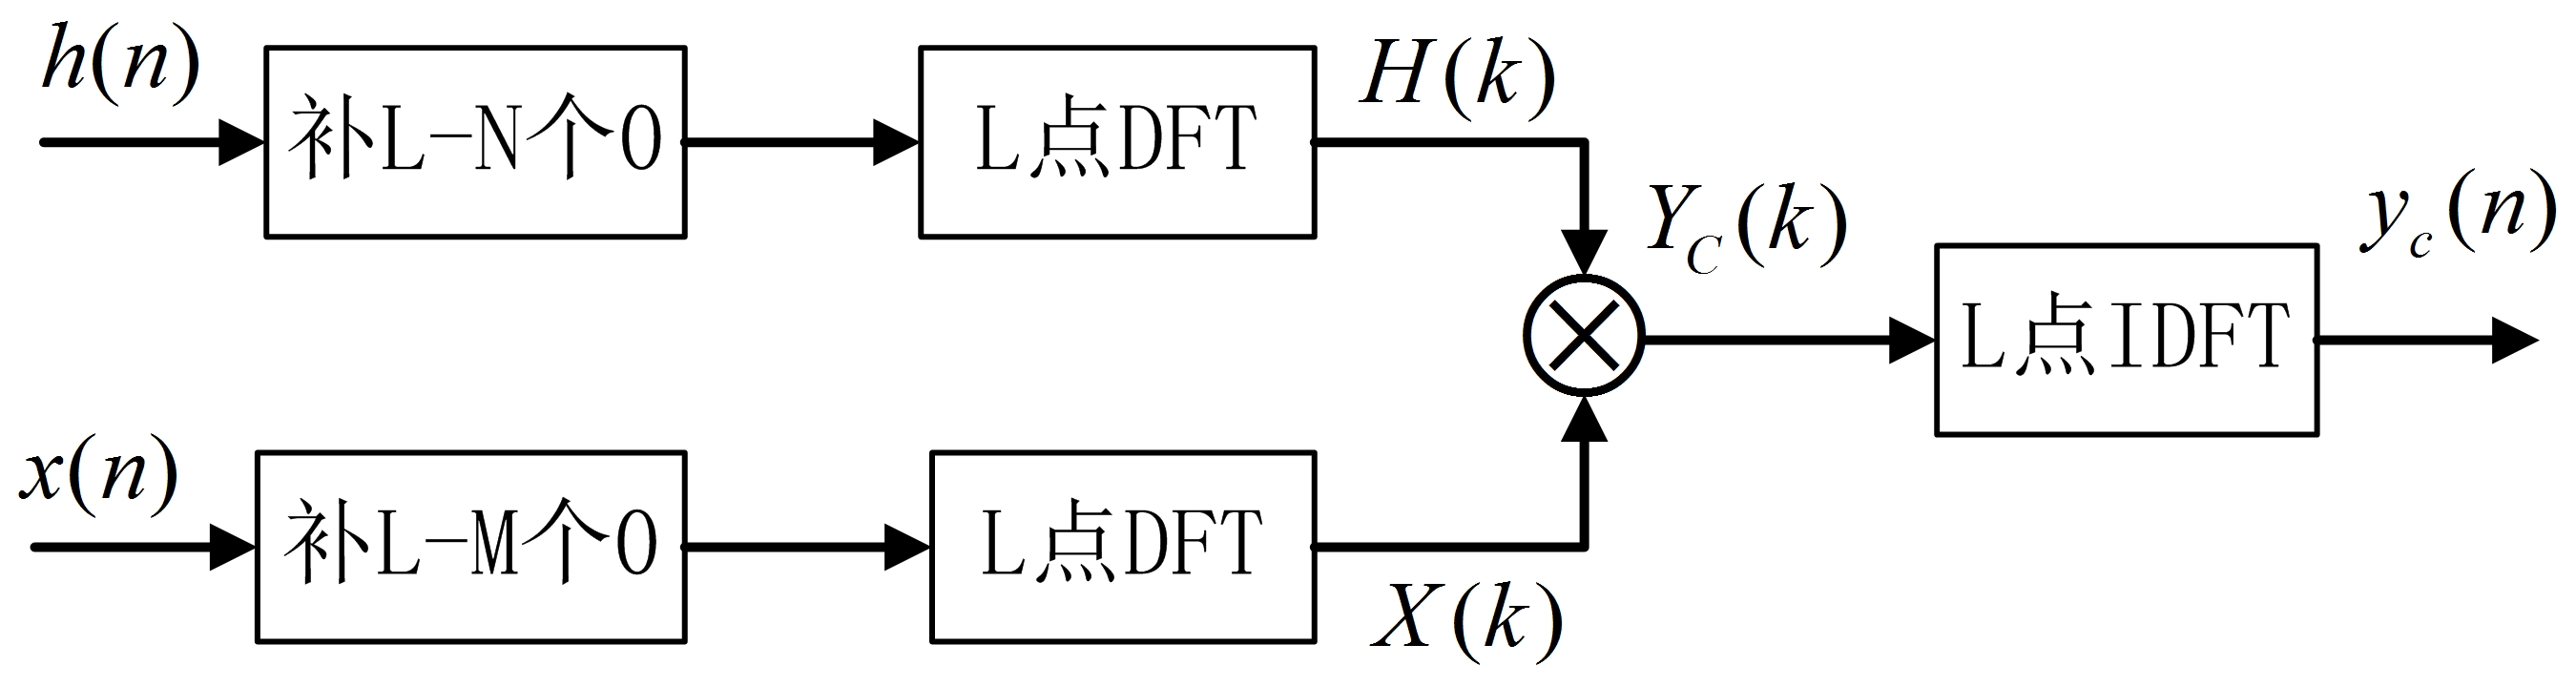 h(n)
补L-N个0
L点DFT
H(k)
Y_C(k)
y_c(n)
L点IDFT
x(n)
补L-M个0
L点DFT
X(k)